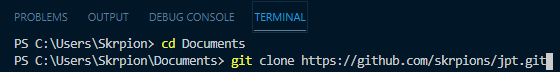 PROBLEMS OUTPUT DEBUG CONSOLE TERMINAL
PS C:\Users\Skrpion> cd Documents
PS C:\Users\Skrpion\Documents> git clone https://github.com/skrpions/jpt.git